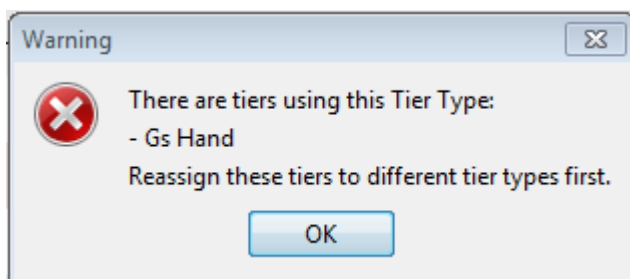 Warning
There are tiers using this Tier Type:
- Gs Hand
Reassign these tiers to different tier types first.
OK